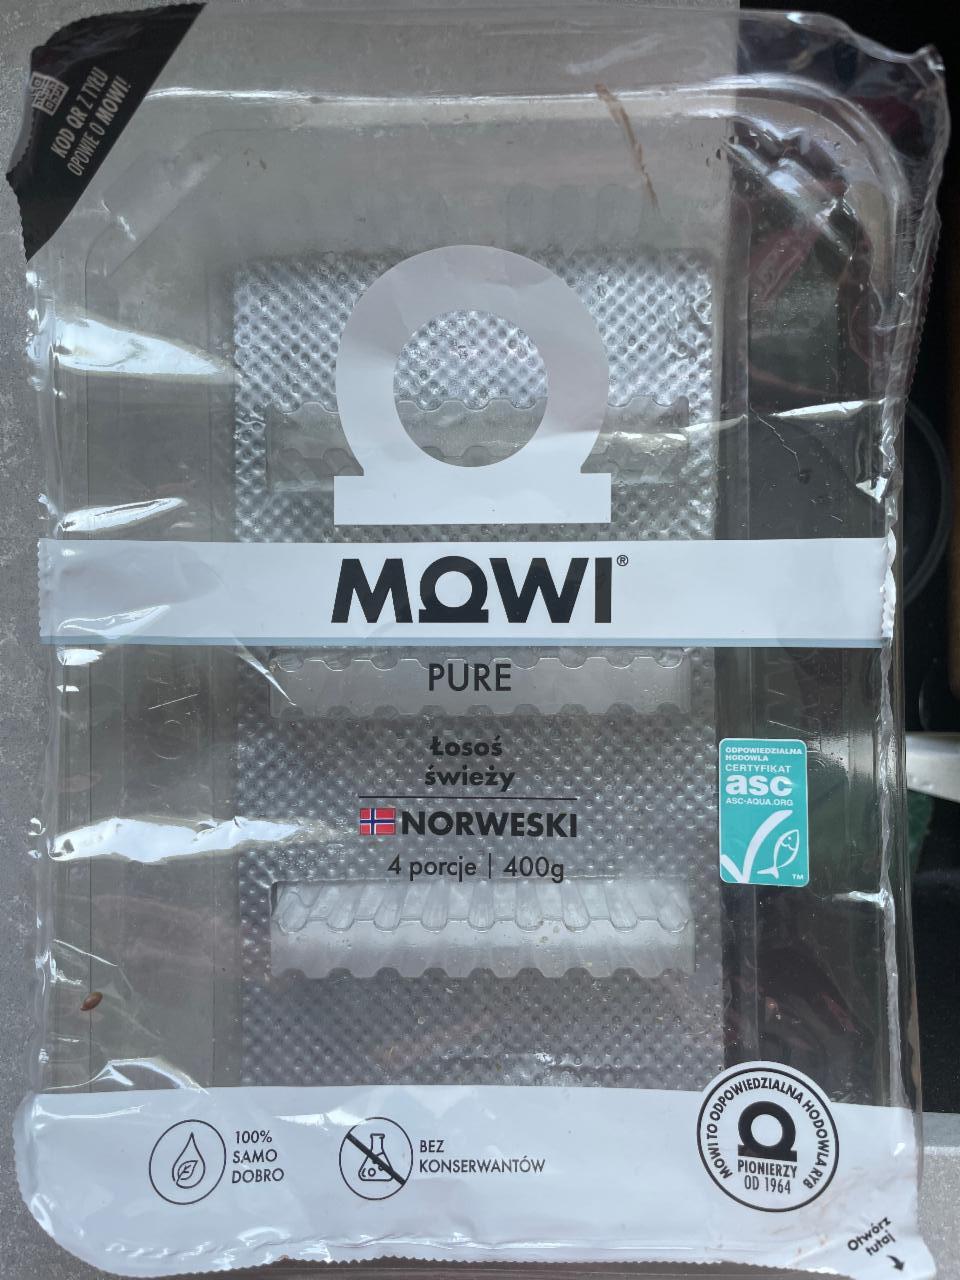 KOD QR Z TYŁU
OPOWIE O MOWI!
MOWI®
PURE
Łosoś
świeży
NORWESKI
4 porcje | 400g
ODPOWIEDZIALNA
HODOWLA
CERTYFIKAT
asc
ASC-AQUA.ORG
TM
100%
SAMO
DOBRO
BEZ
KONSERWANTÓW
MOWI TO ODPOWIEDZIALNA HODOWLA RYB
PIONIERZY
OD 1964
Otwórz
tutaj